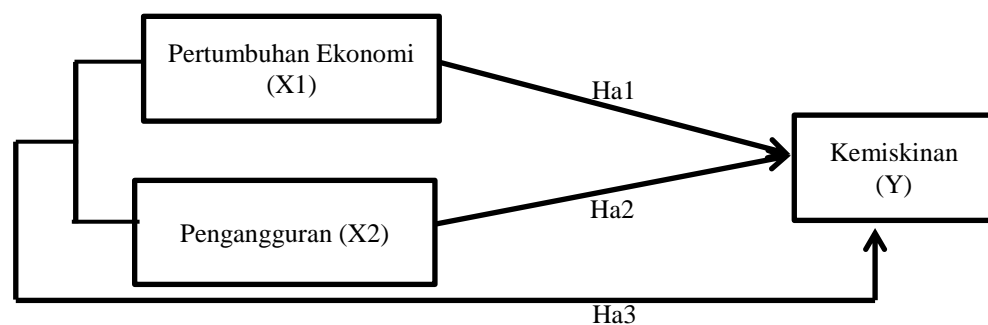 Pertumbuhan Ekonomi
(X1)
Ha1
Kemiskinan
(Y)
Pengangguran (X2)
Ha2
Ha3